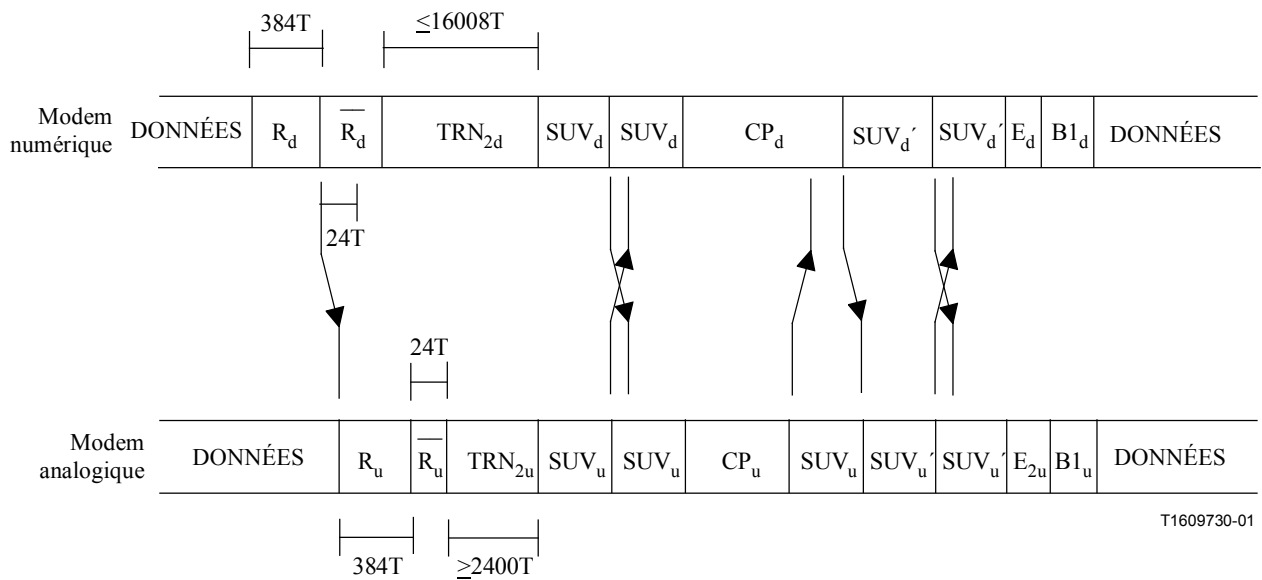 384T
≤16008T
Modem
numérique
DONNÉES R_d R̅_d TRN_2d SUV_d SUV_d CP_d SUV_d´ SUV_d´ E_d B1_d DONNÉES
24T
24T
Modem
analogique
DONNÉES R_u R̅_u TRN_2u SUV_u SUV_u CP_u SUV_u SUV_u´ SUV_u´ E_2u B1_u DONNÉES
T1609730-01
384T
≥2400T